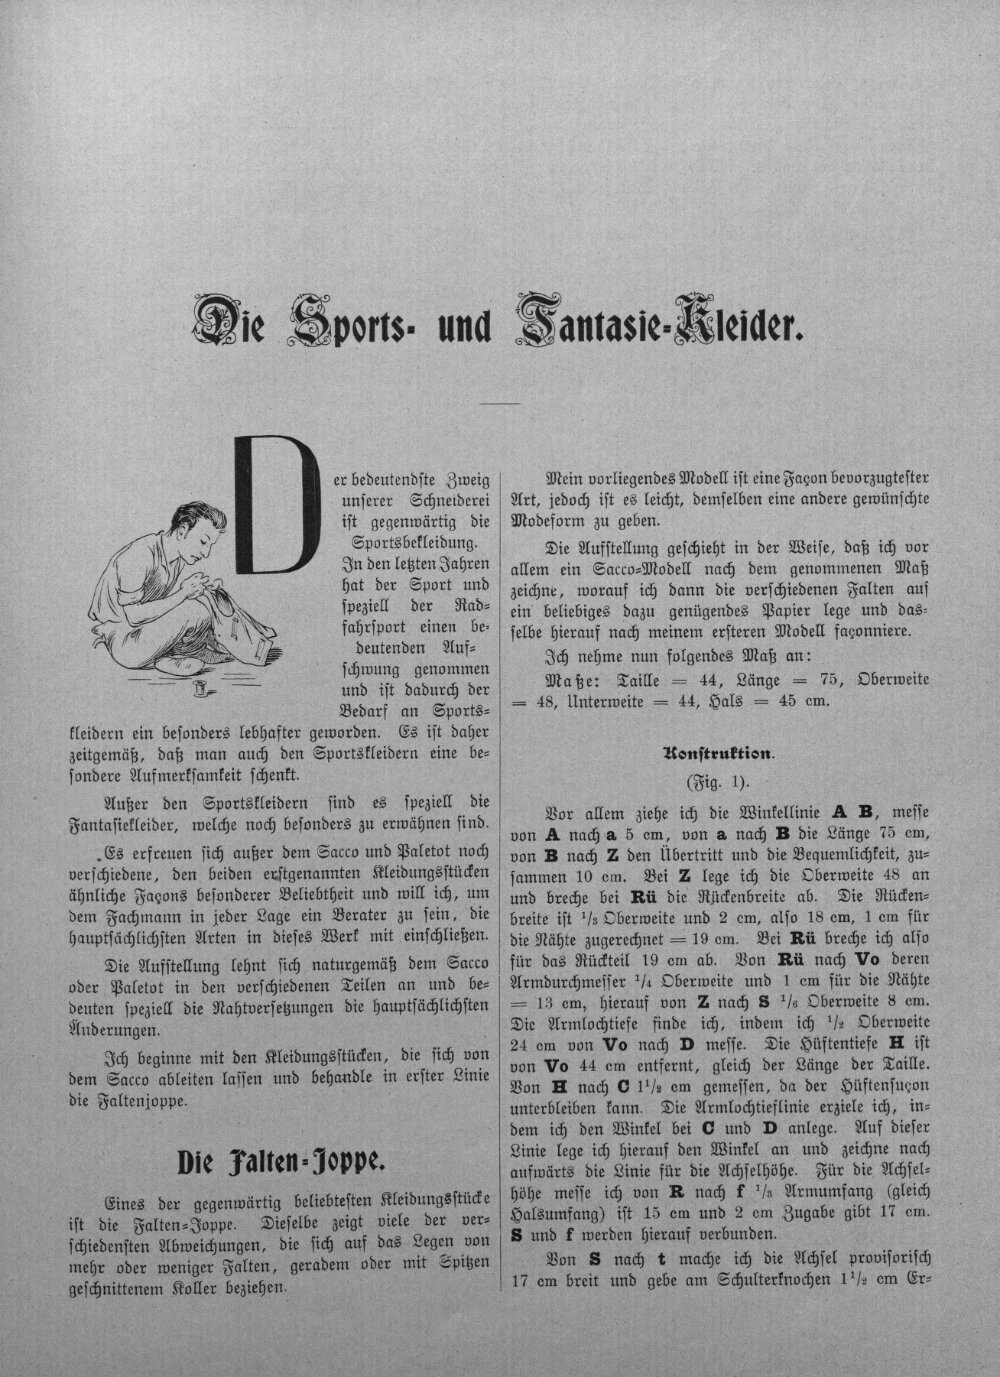 Die Sports- und Fantasie-Kleider.
Der bedeutendste Zweig
unserer Schneiderei
ist gegenwärtig die
Sportsbekleidung.
In den letzten Jahren
hat der Sport und
speziell der Rad-
fahrsport einen be-
deutenden Auf-
schwung genommen
und ist dadurch der
Bedarf an Sports-
kleidern ein besonders lebhafter geworden. Es ist daher
zeitgemäß, daß man auch den Sportskleidern eine be-
sondere Aufmerksamkeit schenkt.
Außer den Sportskleidern sind es speziell die
Fantasiekleider, welche noch besonders zu erwähnen sind.
Es erfreuen sich außer dem Sacco und Paletot noch
verschiedene, den beiden erstgenannten Kleidungsstücken
ähnliche Façons besonderer Beliebtheit und will ich, um
dem Fachmann in jeder Lage ein Berater zu sein, die
hauptsächlichsten Arten in dieses Werk mit einschließen.
Die Aufstellung lehnt sich naturgemäß dem Sacco
oder Paletot in den verschiedenen Teilen an und be-
deuten speziell die Nahtversetzungen die hauptsächlichsten
Änderungen.
Ich beginne mit den Kleidungsstücken, die sich von
dem Sacco ableiten lassen und behandle in erster Linie
die Faltenjoppe.
Die Falten-Joppe.
Eines der gegenwärtig beliebtesten Kleidungsstücke
ist die Falten-Joppe. Dieselbe zeigt viele der ver-
schiedensten Abweichungen, die sich auf das Legen von
mehr oder weniger Falten, geradem oder mit Spitzen
geschnittenem Koller beziehen.
Mein vorliegendes Modell ist eine Façon bevorzugtester
Art, jedoch ist es leicht, demselben eine andere gewünschte
Modeform zu geben.
Die Aufstellung geschieht in der Weise, daß ich vor
allem ein Sacco-Modell nach dem genommenen Maß
zeichne, worauf ich dann die verschiedenen Falten auf
ein beliebiges dazu genügendes Papier lege und das-
selbe hierauf nach meinem ersteren Modell façonniere.
Ich nehme nun folgendes Maß an:
Maße: Taille = 44, Länge = 75, Oberweite
= 48, Unterweite = 44, Hals = 45 cm.
Konstruktion.
(Fig. 1).
Vor allem ziehe ich die Winkellinie A B, messe
von A nach a 5 cm, von a nach B die Länge 75 cm,
von B nach Z den Übertritt und die Bequemlichkeit, zu-
sammen 10 cm. Bei Z lege ich die Oberweite 48 an
und breche bei Rü die Rückenbreite ab. Die Rücken-
breite ist 1/3 Oberweite und 2 cm, also 18 cm, 1 cm für
die Nähte zugerechnet = 19 cm. Bei Rü breche ich also
für das Rückteil 19 cm ab. Von Rü nach Vo deren
Armdurchmesser 1/4 Oberweite und 1 cm für die Nähte
= 13 cm, hierauf von Z nach S 1/6 Oberweite 8 cm.
Die Armlochtiefe finde ich, indem ich 1/2 Oberweite
24 cm von Vo nach D messe. Die Hüftentiefe H ist
von Vo 44 cm entfernt, gleich der Länge der Taille.
Von H nach C 1 1/2 cm gemessen, da der Hüftensuçon
unterbleiben kann. Die Armlochtieflinie erziele ich, in-
dem ich den Winkel bei C und D anlege. Auf dieser
Linie lege ich hierauf den Winkel an und zeichne nach
aufwärts die Linie für die Achselhöhe. Für die Achsel-
höhe messe ich von R nach f 1/3 Armumfang (gleich
Halsumfang) ist 15 cm und 2 cm Zugabe gibt 17 cm.
S und f werden hierauf verbunden.
Von S nach t mache ich die Achsel provisorisch
17 cm breit und gebe am Schulterknochen 1 1/2 cm Er-